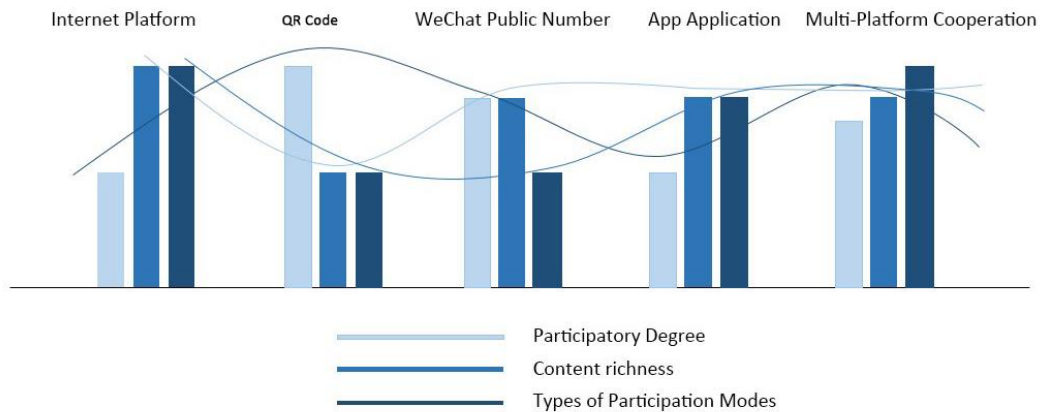 Internet Platform
QR Code
WeChat Public Number
App Application
Multi-Platform Cooperation
Participatory Degree
Content richness
Types of Participation Modes